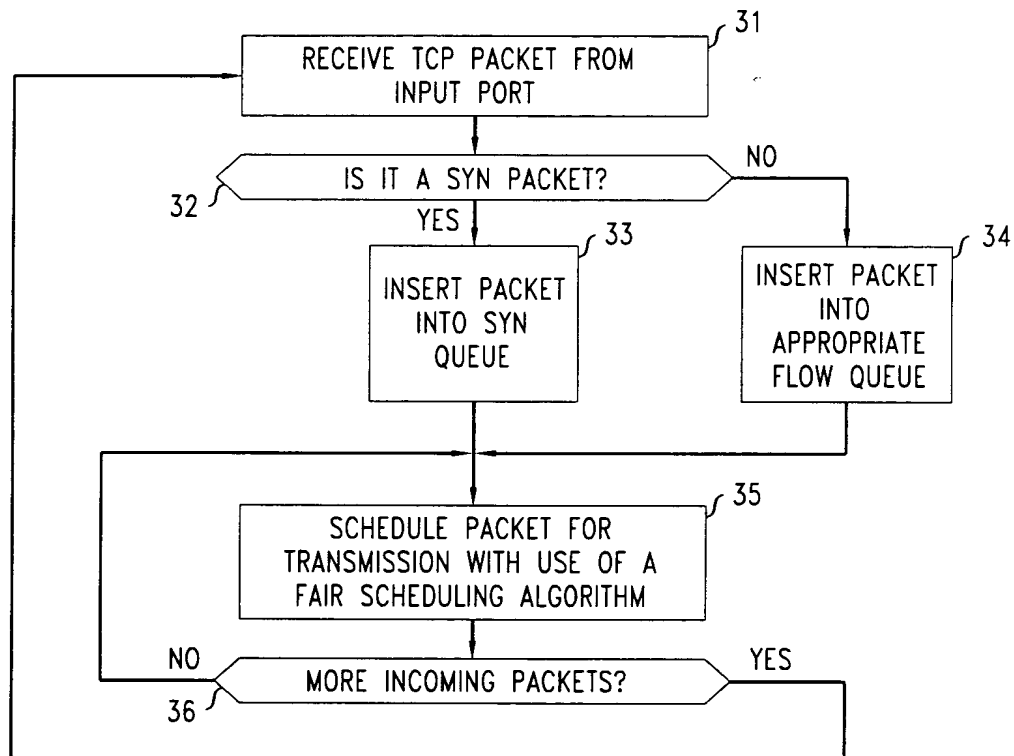 31
RECEIVE TCP PACKET FROM
INPUT PORT
IS IT A SYN PACKET?
NO
32
YES
33
34
INSERT PACKET
INTO SYN
QUEUE
INSERT PACKET
INTO
APPROPRIATE
FLOW QUEUE
35
SCHEDULE PACKET FOR
TRANSMISSION WITH USE OF A
FAIR SCHEDULING ALGORITHM
NO
MORE INCOMING PACKETS?
YES
36